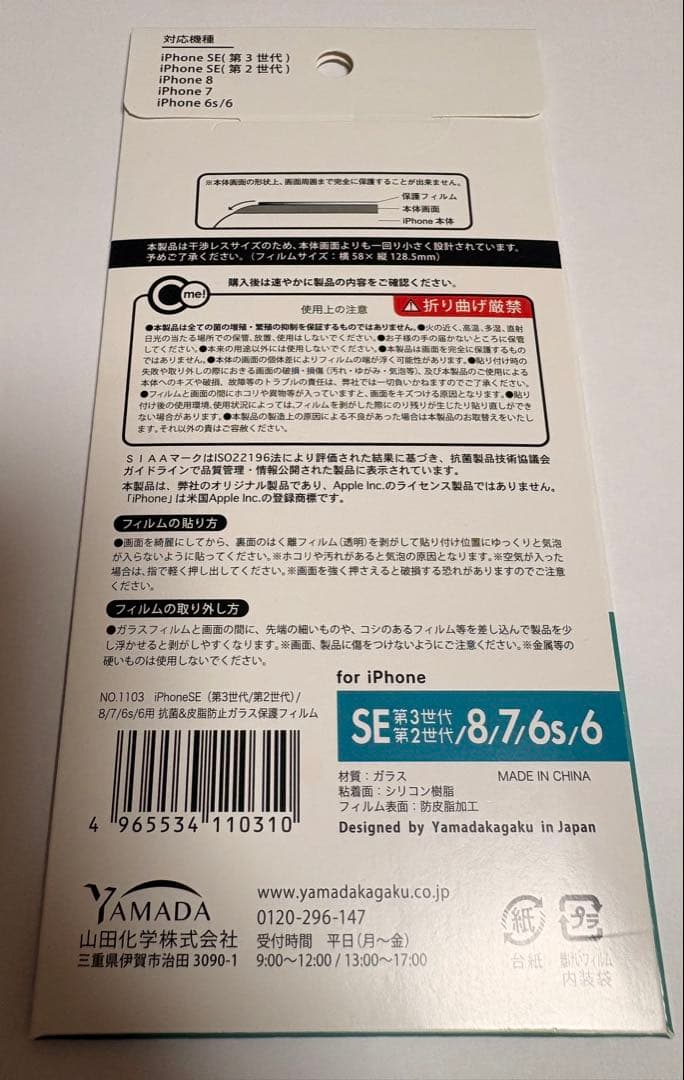 対応機種
iPhone SE(第3世代)
iPhone SE(第2世代)
iPhone 8
iPhone 7
iPhone 6s/6
※本体画面の形状上、画面周囲まで完全に保護することが出来ません。
保護フィルム
本体画面
iPhone 本体
本製品は干渉レスサイズのため、本体画面よりも一回り小さく設計されています。
予めご了承ください。(フィルムサイズ:横58×縦128.5mm)
C me!
購入後は速やかに製品の内容をご確認ください。
使用上の注意
折り曲げ厳禁
●本製品は全ての菌の増殖・繁殖の抑制を保証するものではありません。●火の近く、高温、多湿、直射
日光の当たる場所での保管、放置、使用はしないでください。●お子様の手の届かないところに保管
してください。●本来の用途以外には使用しないでください。●本製品は画面を完全に保護するもの
ではありません。●本体の画面の個体差によりフィルムの端が浮く可能性があります。●貼り付け時の
失敗や取り外しの際におきる画面の破損・損傷(汚れ・ゆがみ・気泡等)、及び本製品のご使用による
本体へのキズや破損、故障等のトラブルの責任は、弊社では一切負いかねますのでご了承ください。
●フィルムと画面の間にホコリや異物等が入っていますと、画面をキズつける原因となります。●貼り
付け後の使用環境、使用状況によっては、フィルムを剥がした際にのり残りが生じたり貼り直しができ
ない場合があります。●本製品の製造上の原因による不良があった場合は本製品のお取替えをいたし
ます。それ以外の責はご容赦ください。
SIAAマークはISO22196法により評価された結果に基づき、抗菌製品技術協議会
ガイドラインで品質管理・情報公開された製品に表示されています。
本製品は、弊社のオリジナル製品であり、Apple Inc.のライセンス製品ではありません。
「iPhone」は米国Apple Inc.の登録商標です。
フィルムの貼り方
●画面を綺麗にしてから、裏面のはく離フィルム(透明)を剥がして貼り付け位置にゆっくりと気泡
が入らないように貼ってください。※ホコリや汚れがあると気泡の原因となります。※空気が入った
場合は、指で軽く押し出してください。※画面を強く押さえると破損する恐れがありますのでご注意
ください。
フィルムの取り外し方
●ガラスフィルムと画面の間に、先端の細いものや、コシのあるフィルム等を差し込んで製品を少
し浮かせると剥がしやすくなります。※画面、製品に傷をつけないようにご注意ください。※金属等の
硬いものは使用しないでください。
for iPhone
SE 第3世代 第2世代/8/7/6s/6
NO.1103 iPhoneSE(第3世代/第2世代)/
8/7/6s/6用 抗菌&皮脂防止ガラス保護フィルム
4 965534 110310
材質:ガラス MADE IN CHINA
粘着面:シリコン樹脂
フィルム表面:防皮脂加工
Designed by Yamadakagaku in Japan
YAMADA
山田化学株式会社
三重県伊賀市治田 3090-1
www.yamadakagaku.co.jp
0120-296-147
受付時間 平日(月〜金)
9:00〜12:00 / 13:00〜17:00
紙
台紙
プラ
内装袋